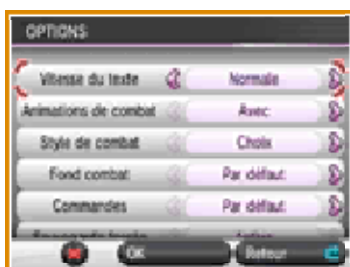 OPTIONS
Vitesse du texte Normale
Animations de combat Avec
Style de combat Choix
Fond combat Par défaut
Commandes Par défaut
OK Retour